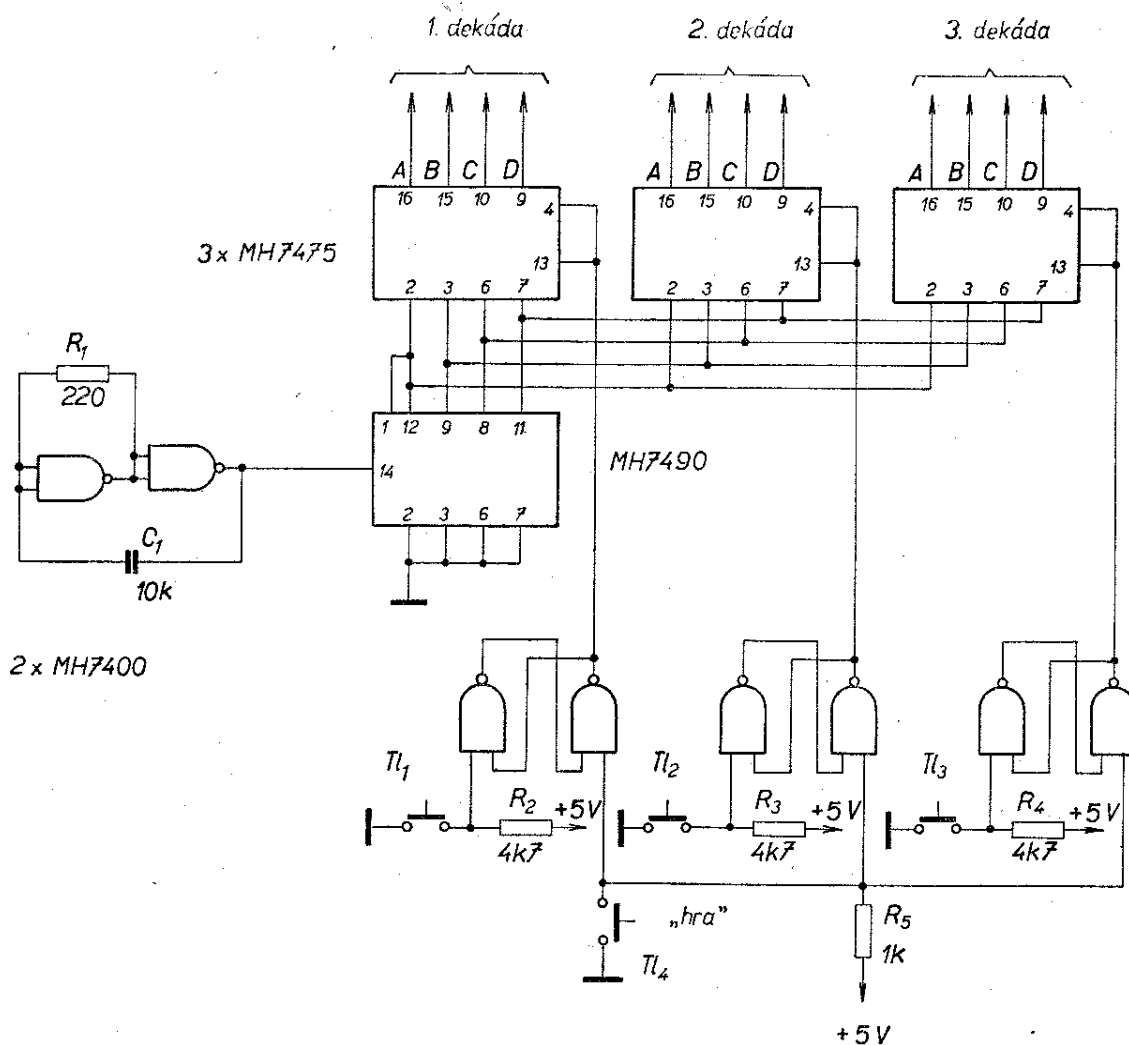 1. dekáda
2. dekáda
3. dekáda
A B C D
A B C D
A B C D
16 15 10 9
4
16 15 10 9
4
16 15 10 9
4
3x MH7475
13
13
13
2 3 6 7
2 3 6 7
2 3 6 7
R1
220
1 12 9 8 11
MH7490
14
2 3 6 7
C1
10k
2x MH7400
Tl1
R2
+5V
4k7
Tl2
R3
+5V
4k7
Tl3
R4
+5V
4k7
„hra”
Tl4
R5
1k
+5V